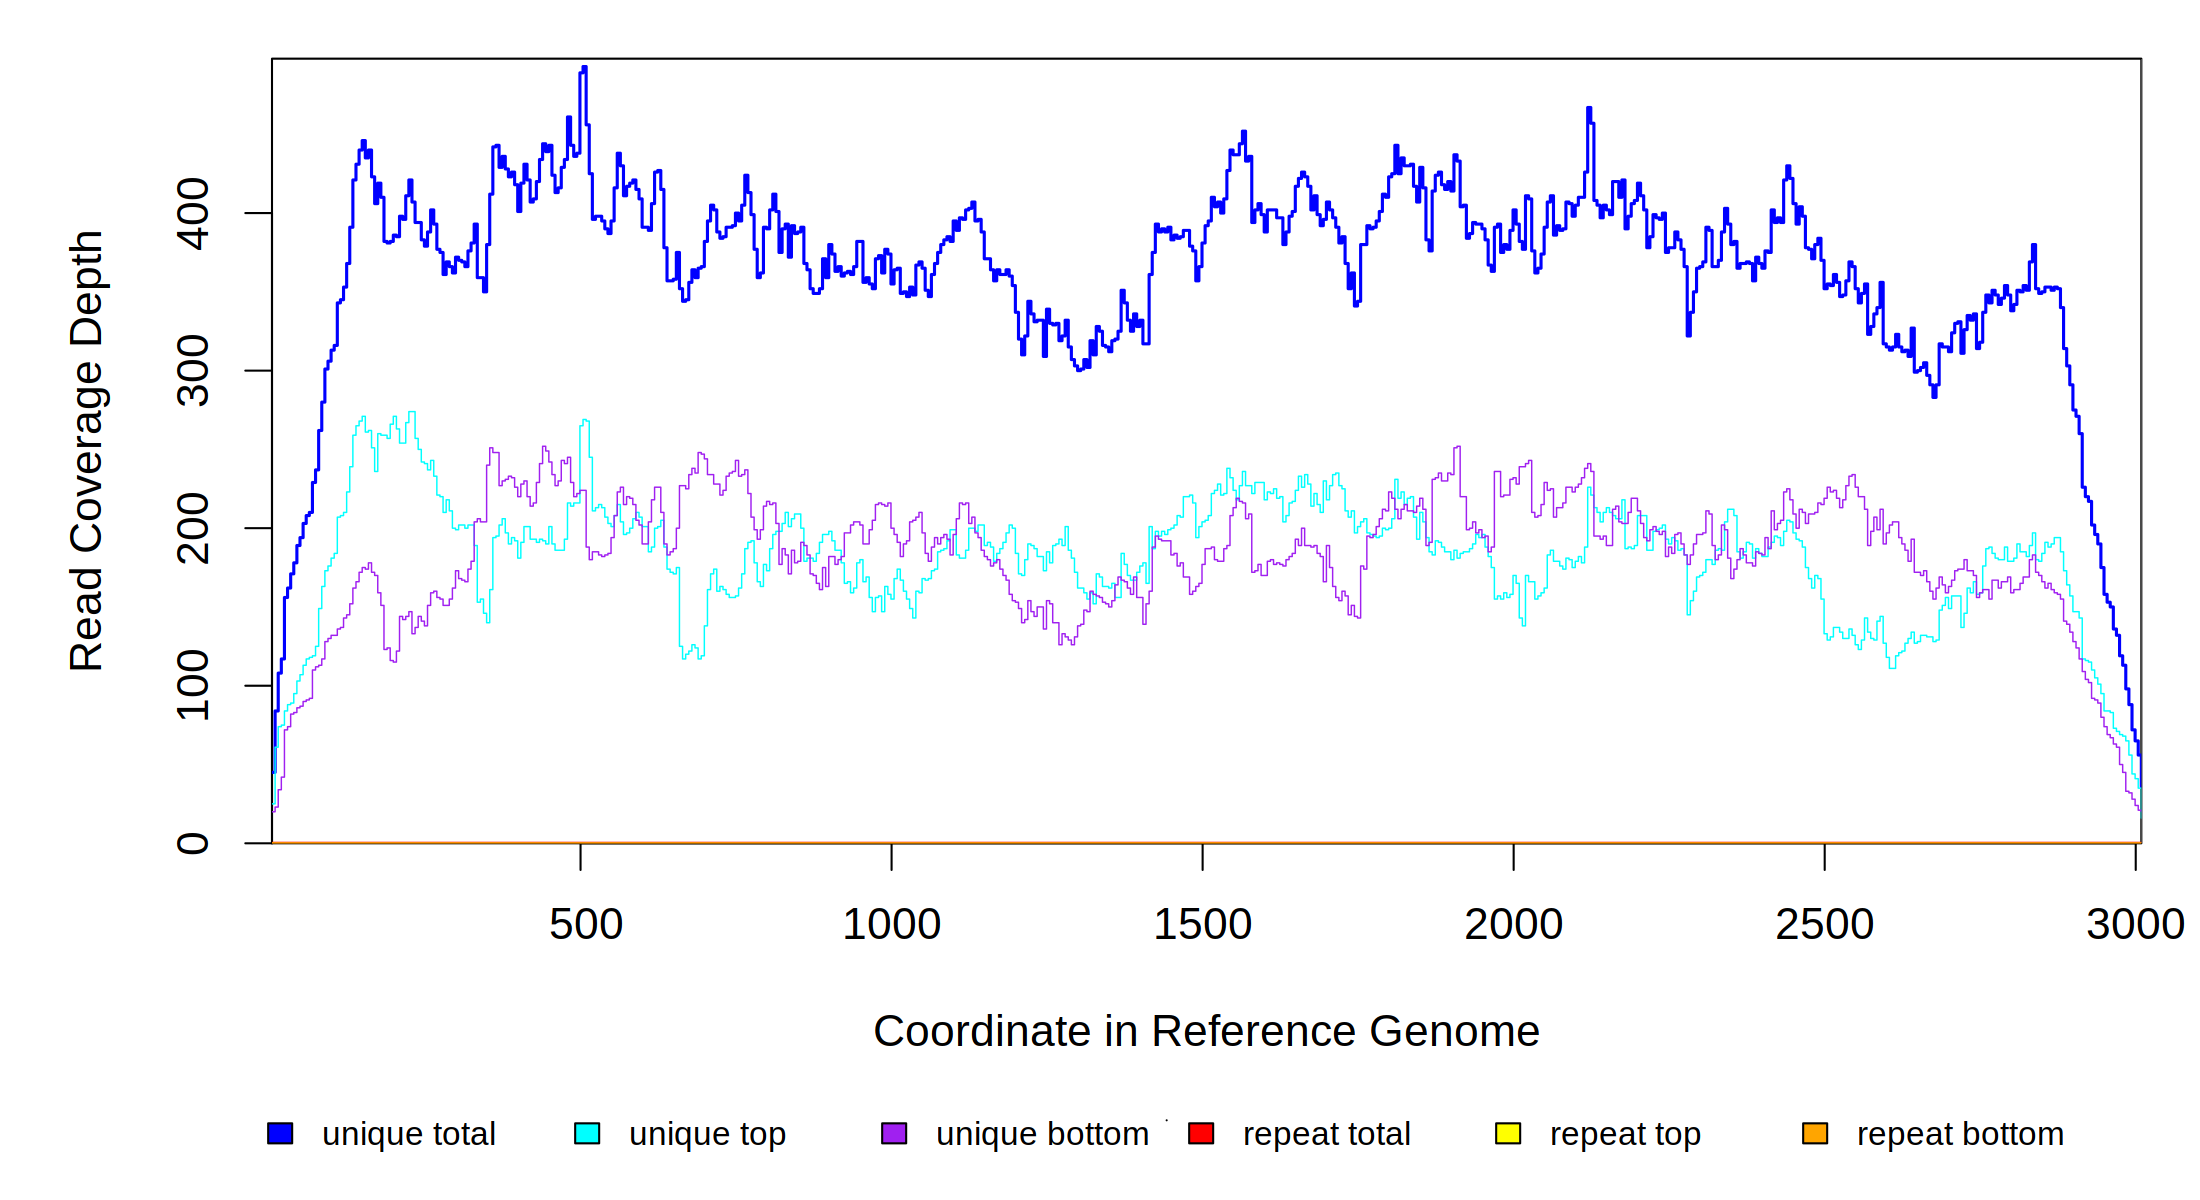 Read Coverage Depth
400
300
200
100
0
500 1000 1500 2000 2500 3000
Coordinate in Reference Genome
unique total unique top unique bottom repeat total repeat top repeat bottom